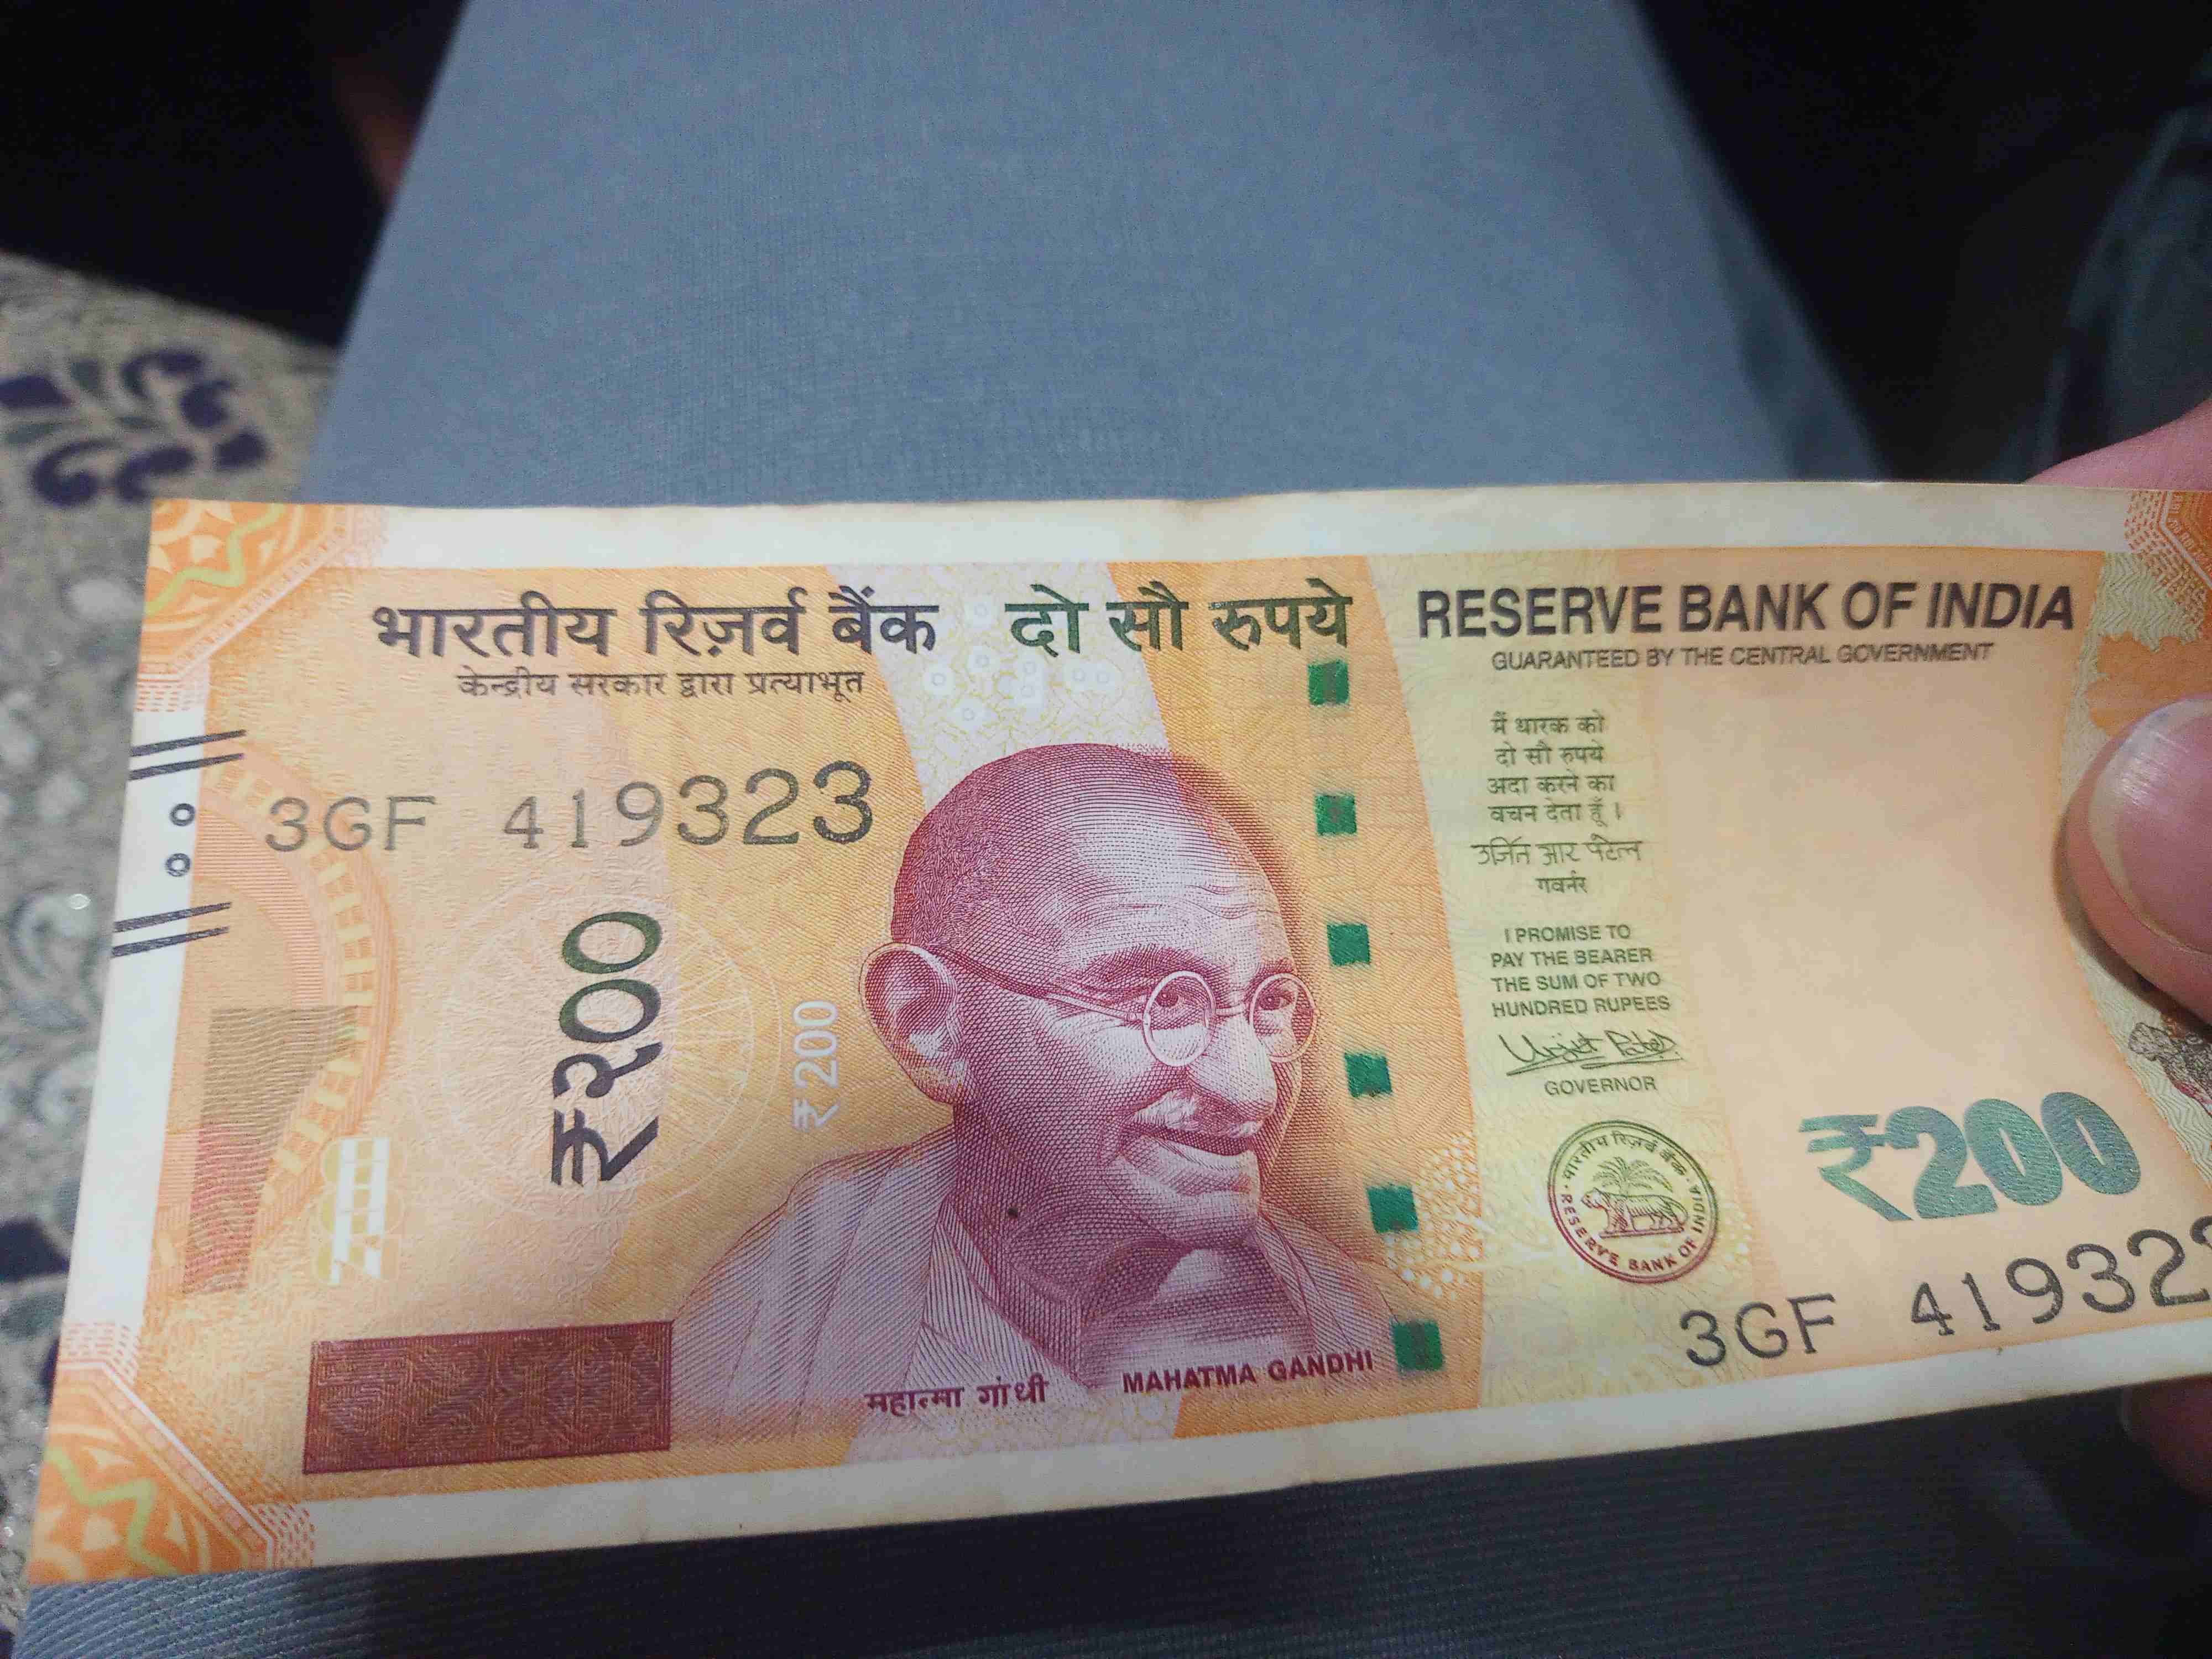 भारतीय रिज़र्व बैंक दो सौ रुपये RESERVE BANK OF INDIA
केन्द्रीय सरकार द्वारा प्रत्याभूत
GUARANTEED BY THE CENTRAL GOVERNMENT
3GF 419323
₹२००
₹200
मैं धारक को
दो सौ रुपये
अदा करने का
वचन देता हूँ ।
उर्जित आर पटेल
गवर्नर
I PROMISE TO
PAY THE BEARER
THE SUM OF TWO
HUNDRED RUPEES
Urjit Patel
GOVERNOR
भारतीय रिज़र्व बैंक
RESERVE BANK OF INDIA
₹200
3GF 41932
महात्मा गांधी MAHATMA GANDHI